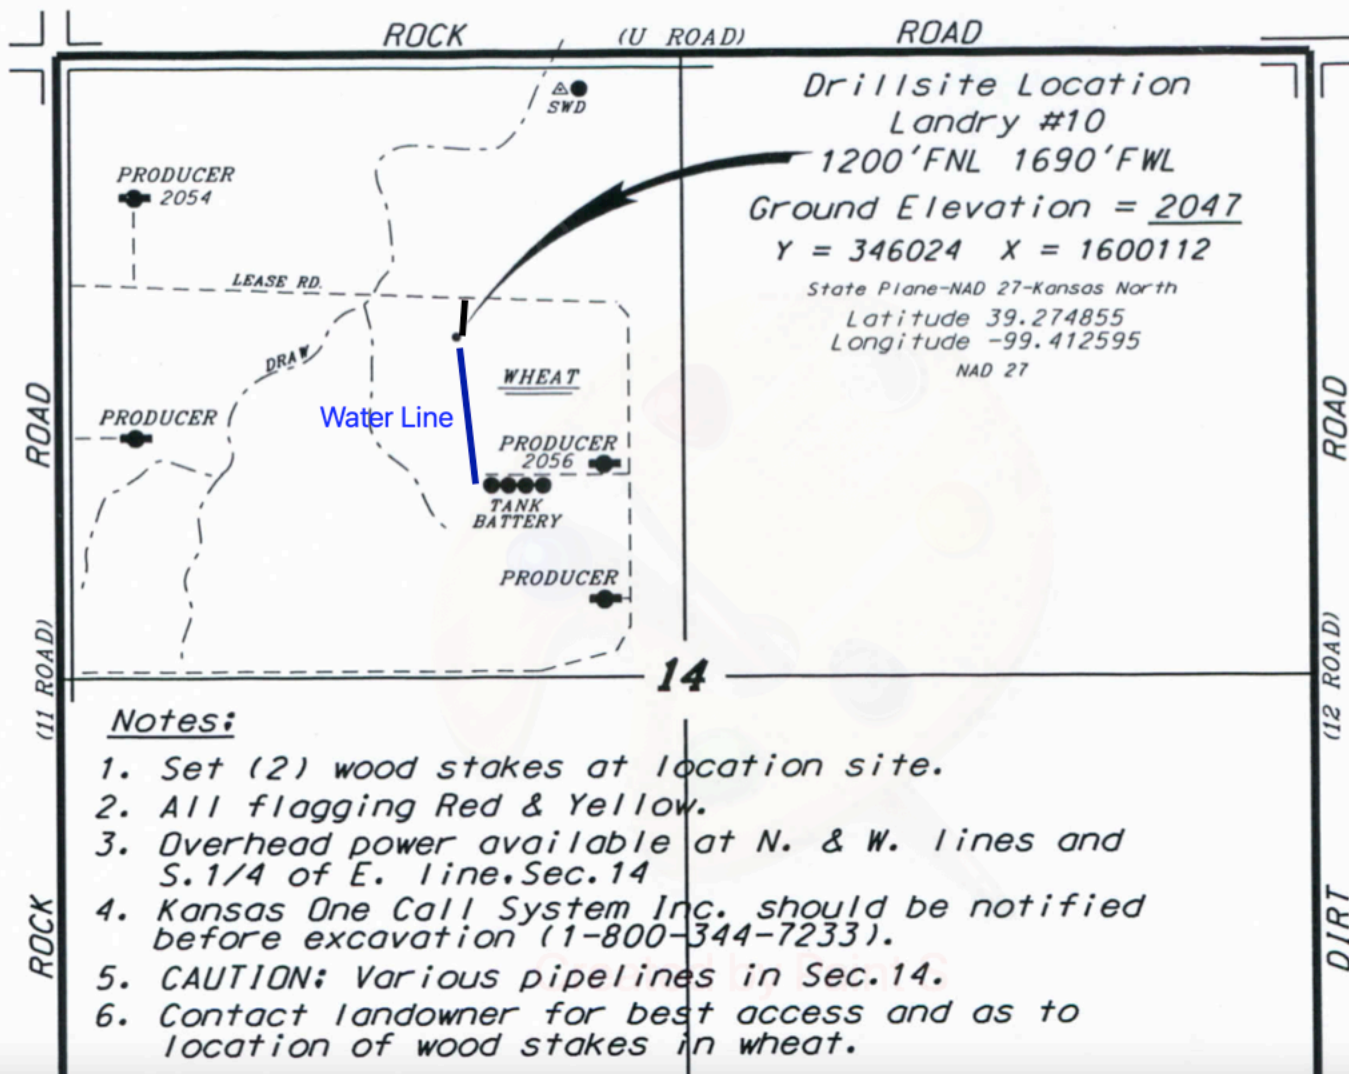 ROCK (U ROAD) ROAD
SWD
Drillsite Location
Landry #10
1200'FNL 1690'FWL
Ground Elevation = 2047
Y = 346024 X = 1600112
State Plane-NAD 27-Kansas North
Latitude 39.274855
Longitude -99.412595
NAD 27
PRODUCER
2054
LEASE RD.
DRAW
WHEAT
PRODUCER
Water Line
PRODUCER
2056
TANK
BATTERY
PRODUCER
ROAD
(11 ROAD)
ROCK
ROAD
(12 ROAD)
DIRT
14
Notes:
1. Set (2) wood stakes at location site.
2. All flagging Red & Yellow.
3. Overhead power available at N. & W. lines and
S.1/4 of E. line.Sec.14
4. Kansas One Call System Inc. should be notified
before excavation (1-800-344-7233).
5. CAUTION: Various pipelines in Sec.14.
6. Contact landowner for best access and as to
location of wood stakes in wheat.
Created by Paint S